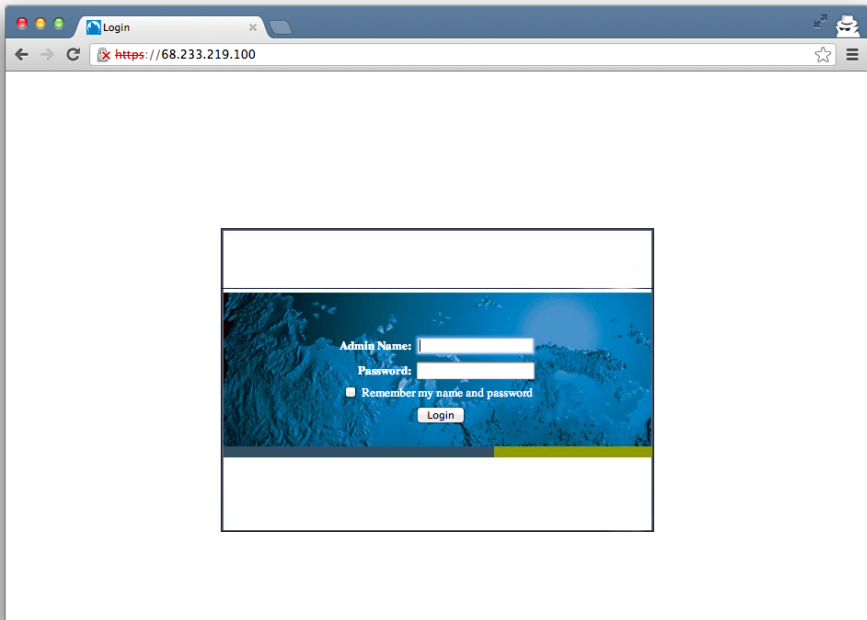 Login
https://68.233.219.100
Admin Name:
Password:
Remember my name and password
Login